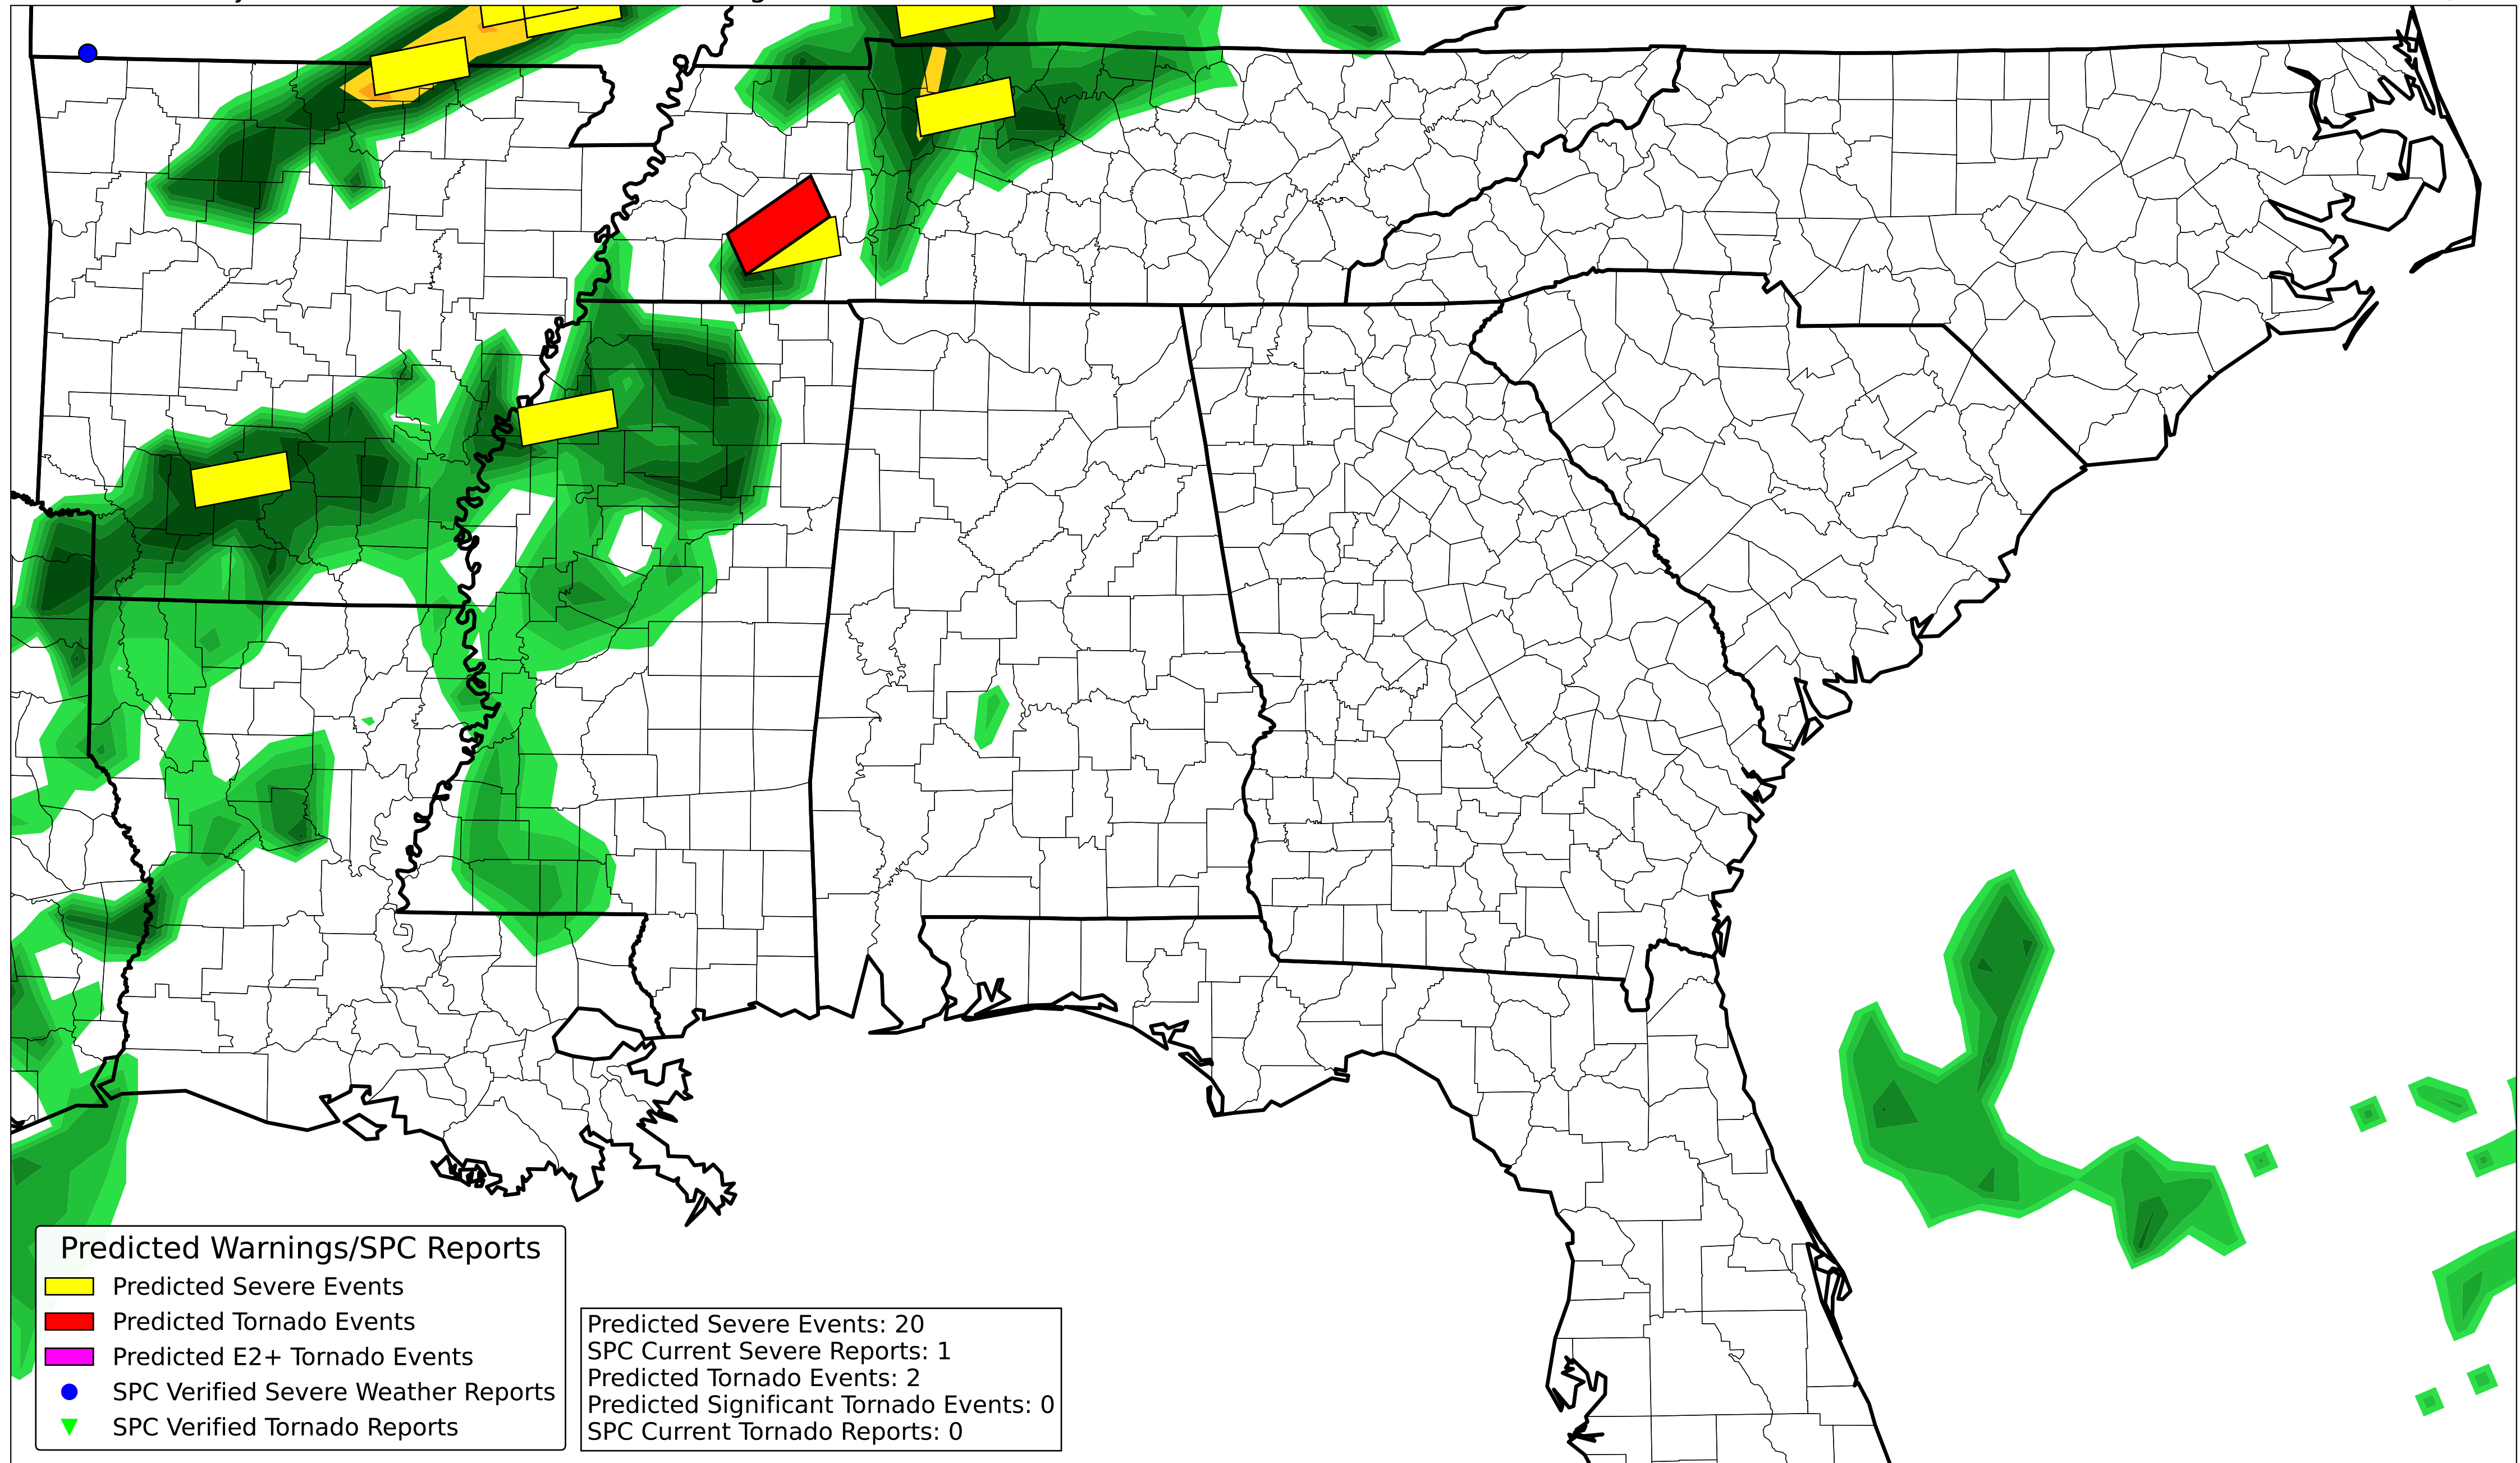 Predicted Warnings/SPC Reports
Predicted Severe Events
Predicted Tornado Events
Predicted E2+ Tornado Events
SPC Verified Severe Weather Reports
SPC Verified Tornado Reports
Predicted Severe Events: 20
SPC Current Severe Reports: 1
Predicted Tornado Events: 2
Predicted Significant Tornado Events: 0
SPC Current Tornado Reports: 0